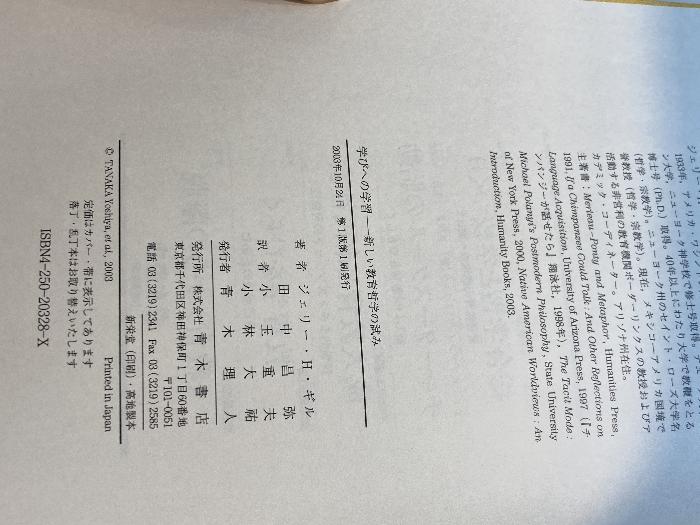 1933年，アメリカ・ワシン
ン大学，ニューヨーク神学校で修士号取得。
博士号（Ph.D.）取得。40年以上にわたり大学で教鞭をとる
（哲学・宗教学）。ニューヨーク州のセイント・ローズ大学名
誉教授（哲学・宗教学）。現在，メキシコ－アメリカ国境で
活動する非営利の教育機関ボーダーリンクスの教授およびア
カデミック・コーディネーター。アリゾナ州在住。
主著書：Merleau-Ponty and Metaphor, Humanities Press,
1991, If a Chimpanzee Could Talk : And Other Reflections on
Language Acquisition, University of Arizona Press, 1997（『チ
ンパンジーが話せたら』翔泳社，1998年），The Tacit Mode :
Michael Polanyi's Postmodern Philosophy, State University
of New York Press, 2000, Native American Worldviews : An
Introduction, Humanity Books, 2003.
学びへの学習―新しい教育哲学の試み
2003年10月24日 第1版第1刷発行
著者 ジェリー・H・ギル
訳者 田中昌弥
小玉重夫
小林大祐
発行者 青木理人
発行所 株式会社 青木書店
東京都千代田区神田神保町1丁目60番地
〒101-0051
電話 03(3219)2341 Fax 03(3219)2585
新栄堂（印刷）・高地製本
© TANAKA Yoshiya, et al., 2003 Printed in Japan
定価はカバー・帯に表示してあります
落丁・乱丁本はお取り替えいたします
ISBN4-250-20328-X